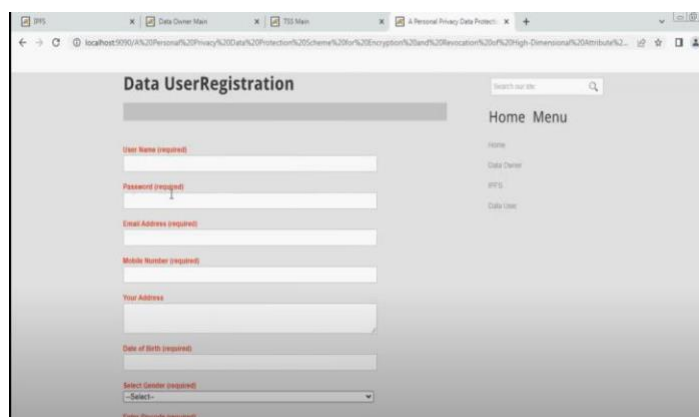 IPFS
Data Owner Main
TSS Main
A Personal Privacy Data Protecti
localhost:9090/A%20Personal%20Privacy%20Data%20Protection%20Scheme%20for%20Encryption%20and%20Revocation%20of%20High-Dimensional%20Attribute%2...
Data UserRegistration
Search our site
Home Menu
Home
Data Owner
IPFS
Data User
User Name (required)
Password (required)
Email Address (required)
Mobile Number (required)
Your Address
Date of Birth (required)
Select Gender (required)
--Select--
Enter Pincode (required)